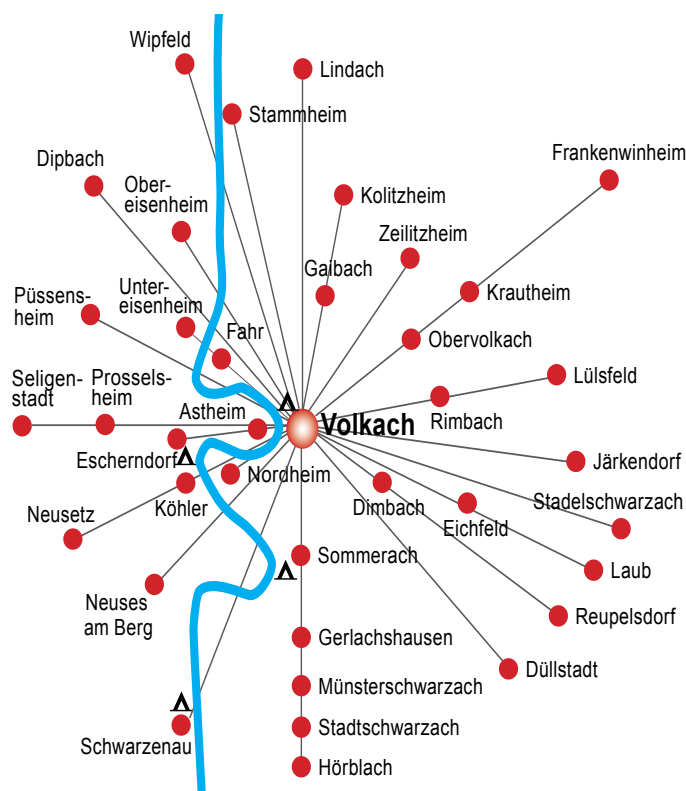 Wipfeld
Lindach
Stammheim
Frankenwinheim
Dipbach
Ober-
eisenheim
Kolitzheim
Zeilitzheim
Gaibach
Unter-
eisenheim
Püssens-
heim
Krautheim
Fahr
Obervolkach
Seligen-
stadt
Prossels-
heim
Lülsfeld
Astheim
Volkach
Rimbach
Escherndorf
Nordheim
Järkendorf
Köhler
Dimbach
Eichfeld
Stadelschwarzach
Neusetz
Sommerach
Laub
Neuses
am Berg
Reupelsdorf
Gerlachshausen
Düllstadt
Münsterschwarzach
Stadtschwarzach
Schwarzenau
Hörblach